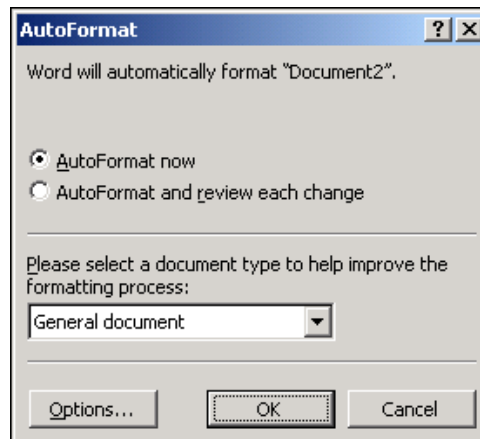 AutoFormat
Word will automatically format “Document2”.
AutoFormat now
AutoFormat and review each change
Please select a document type to help improve the
formatting process:
General document
Options... OK Cancel